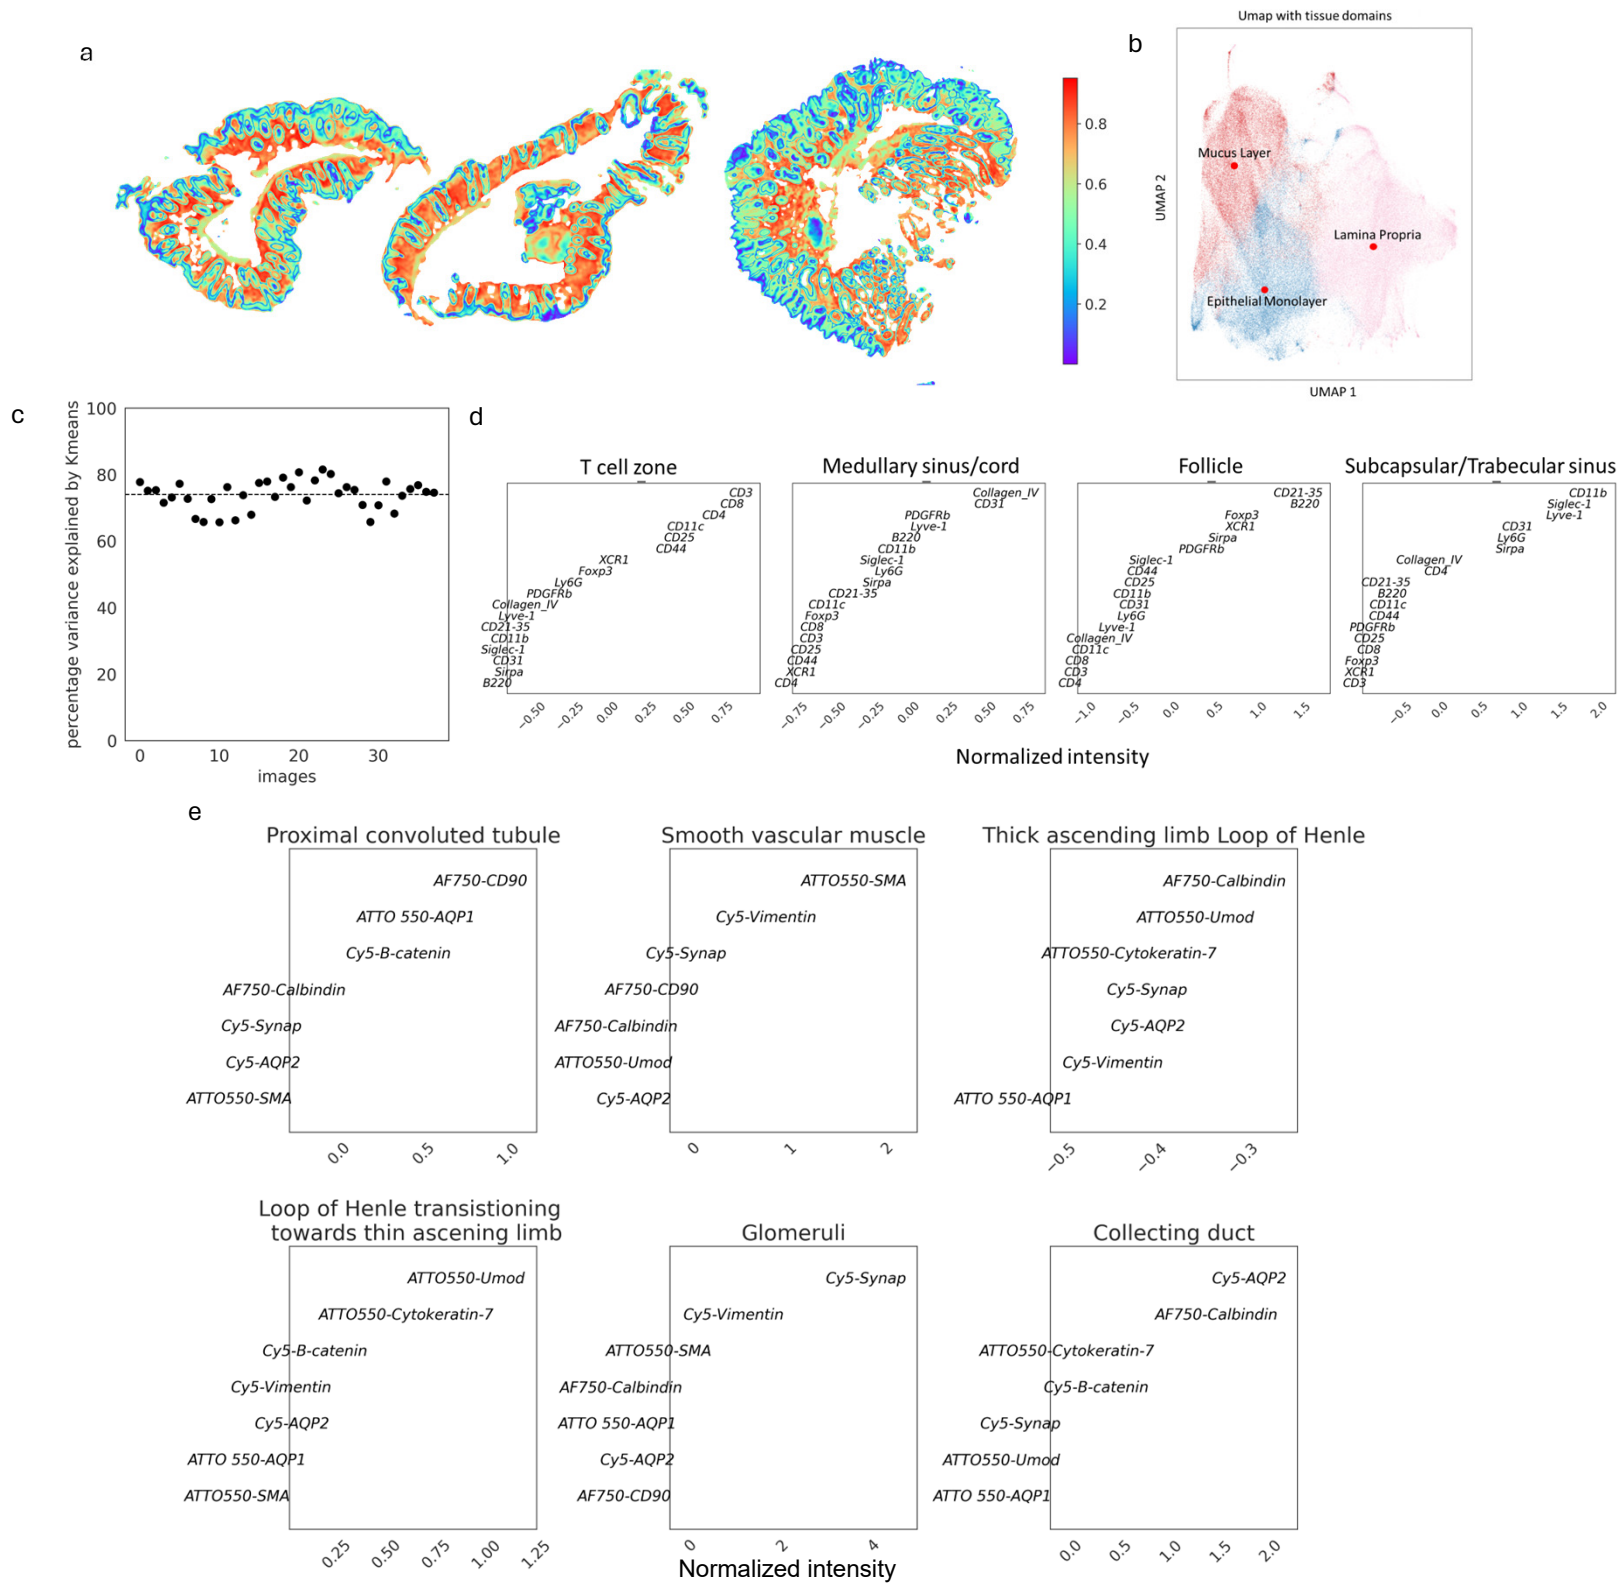 a
0.8
0.6
0.4
0.2
b
Umap with tissue domains
Mucus Layer
Lamina Propria
Epithelial Monolayer
UMAP 2
UMAP 1
c
percentage variance explained by Kmeans
100
80
60
40
20
0
0 10 20 30
images
d
T cell zone
CD3
CD8
CD4
CD11c
CD25
CD44
XCR1
Foxp3
Ly6G
PDGFRb
Collagen_IV
Lyve-1
CD21-35
CD11b
Siglec-1
CD31
Sirpa
B220
−0.50 −0.25 0.00 0.25 0.50 0.75
Medullary sinus/cord
Collagen_IV
CD31
PDGFRb
Lyve-1
B220
CD11b
Siglec-1
Ly6G
Sirpa
CD21-35
CD11c
Foxp3
CD8
CD3
CD25
CD44
XCR1
CD4
−0.75 −0.50 −0.25 0.00 0.25 0.50 0.75
Follicle
CD21-35
B220
Foxp3
XCR1
Sirpa
PDGFRb
Siglec-1
CD44
CD25
CD11b
CD31
Ly6G
Lyve-1
Collagen_IV
CD11c
CD8
CD3
CD4
−1.0 −0.5 0.0 0.5 1.0 1.5
Subcapsular/Trabecular sinus
CD11b
Siglec-1
Lyve-1
CD31
Ly6G
Sirpa
Collagen_IV
CD4
CD21-35
B220
CD11c
CD44
PDGFRb
CD25
CD8
Foxp3
XCR1
CD3
−0.5 0.0 0.5 1.0 1.5 2.0
Normalized intensity
e
Proximal convoluted tubule
AF750-CD90
ATTO 550-AQP1
Cy5-B-catenin
AF750-Calbindin
Cy5-Synap
Cy5-AQP2
ATTO550-SMA
0.0 0.5 1.0
Smooth vascular muscle
ATTO550-SMA
Cy5-Vimentin
Cy5-Synap
AF750-CD90
AF750-Calbindin
ATTO550-Umod
Cy5-AQP2
0 1 2
Thick ascending limb Loop of Henle
AF750-Calbindin
ATTO550-Umod
ATTO550-Cytokeratin-7
Cy5-Synap
Cy5-AQP2
Cy5-Vimentin
ATTO 550-AQP1
−0.5 −0.4 −0.3
Loop of Henle transistioning
towards thin ascening limb
ATTO550-Umod
ATTO550-Cytokeratin-7
Cy5-B-catenin
Cy5-Vimentin
Cy5-AQP2
ATTO 550-AQP1
ATTO550-SMA
0.25 0.50 0.75 1.00 1.25
Glomeruli
Cy5-Synap
Cy5-Vimentin
ATTO550-SMA
AF750-Calbindin
ATTO 550-AQP1
Cy5-AQP2
AF750-CD90
0 2 4
Collecting duct
Cy5-AQP2
AF750-Calbindin
ATTO550-Cytokeratin-7
Cy5-B-catenin
Cy5-Synap
ATTO550-Umod
ATTO 550-AQP1
0.0 0.5 1.0 1.5 2.0
Normalized intensity